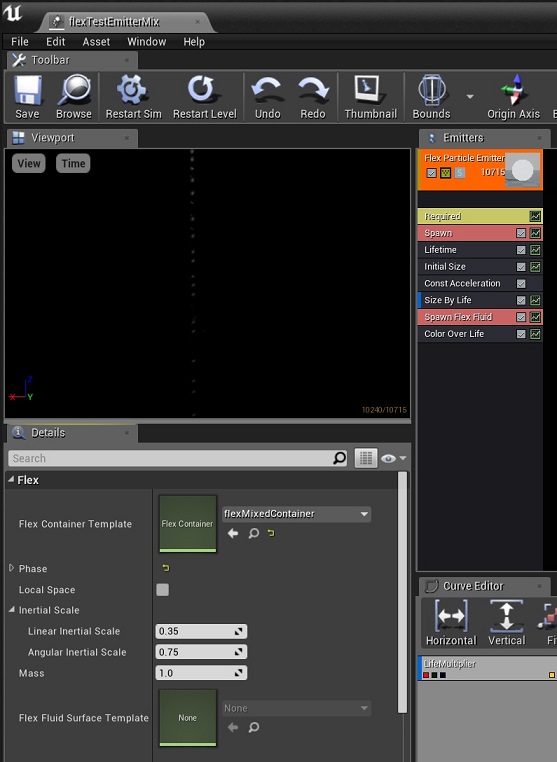 flexTestEmitterMix
File Edit Asset Window Help
Toolbar
Save Browse Restart Sim Restart Level Undo Redo Thumbnail Bounds Origin Axis
Viewport
View Time
10240/10715
Emitters
Flex Particle Emitter
S 10715
Required
Spawn
Lifetime
Initial Size
Const Acceleration
Size By Life
Spawn Flex Fluid
Color Over Life
Details
Search
Flex
Flex Container Template
Flex Container
flexMixedContainer
Phase
Local Space
Inertial Scale
Linear Inertial Scale 0.35
Angular Inertial Scale 0.75
Mass 1.0
Flex Fluid Surface Template
None
None
Curve Editor
Horizontal Vertical Fi
LifeMultiplier
X Y Z